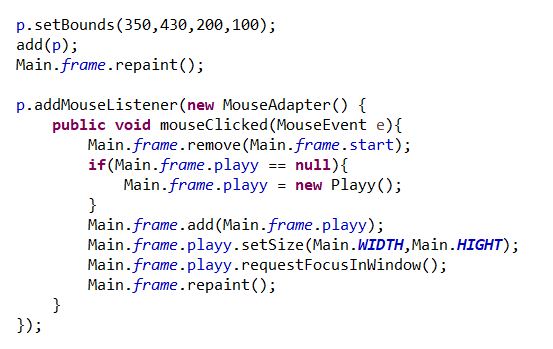 p.setBounds(350,430,200,100);
add(p);
Main.frame.repaint();

p.addMouseListener(new MouseAdapter() {
    public void mouseClicked(MouseEvent e){
        Main.frame.remove(Main.frame.start);
        if(Main.frame.playy == null){
            Main.frame.playy = new Playy();
        }
        Main.frame.add(Main.frame.playy);
        Main.frame.playy.setSize(Main.WIDTH,Main.HIGHT);
        Main.frame.playy.requestFocusInWindow();
        Main.frame.repaint();
    }
});